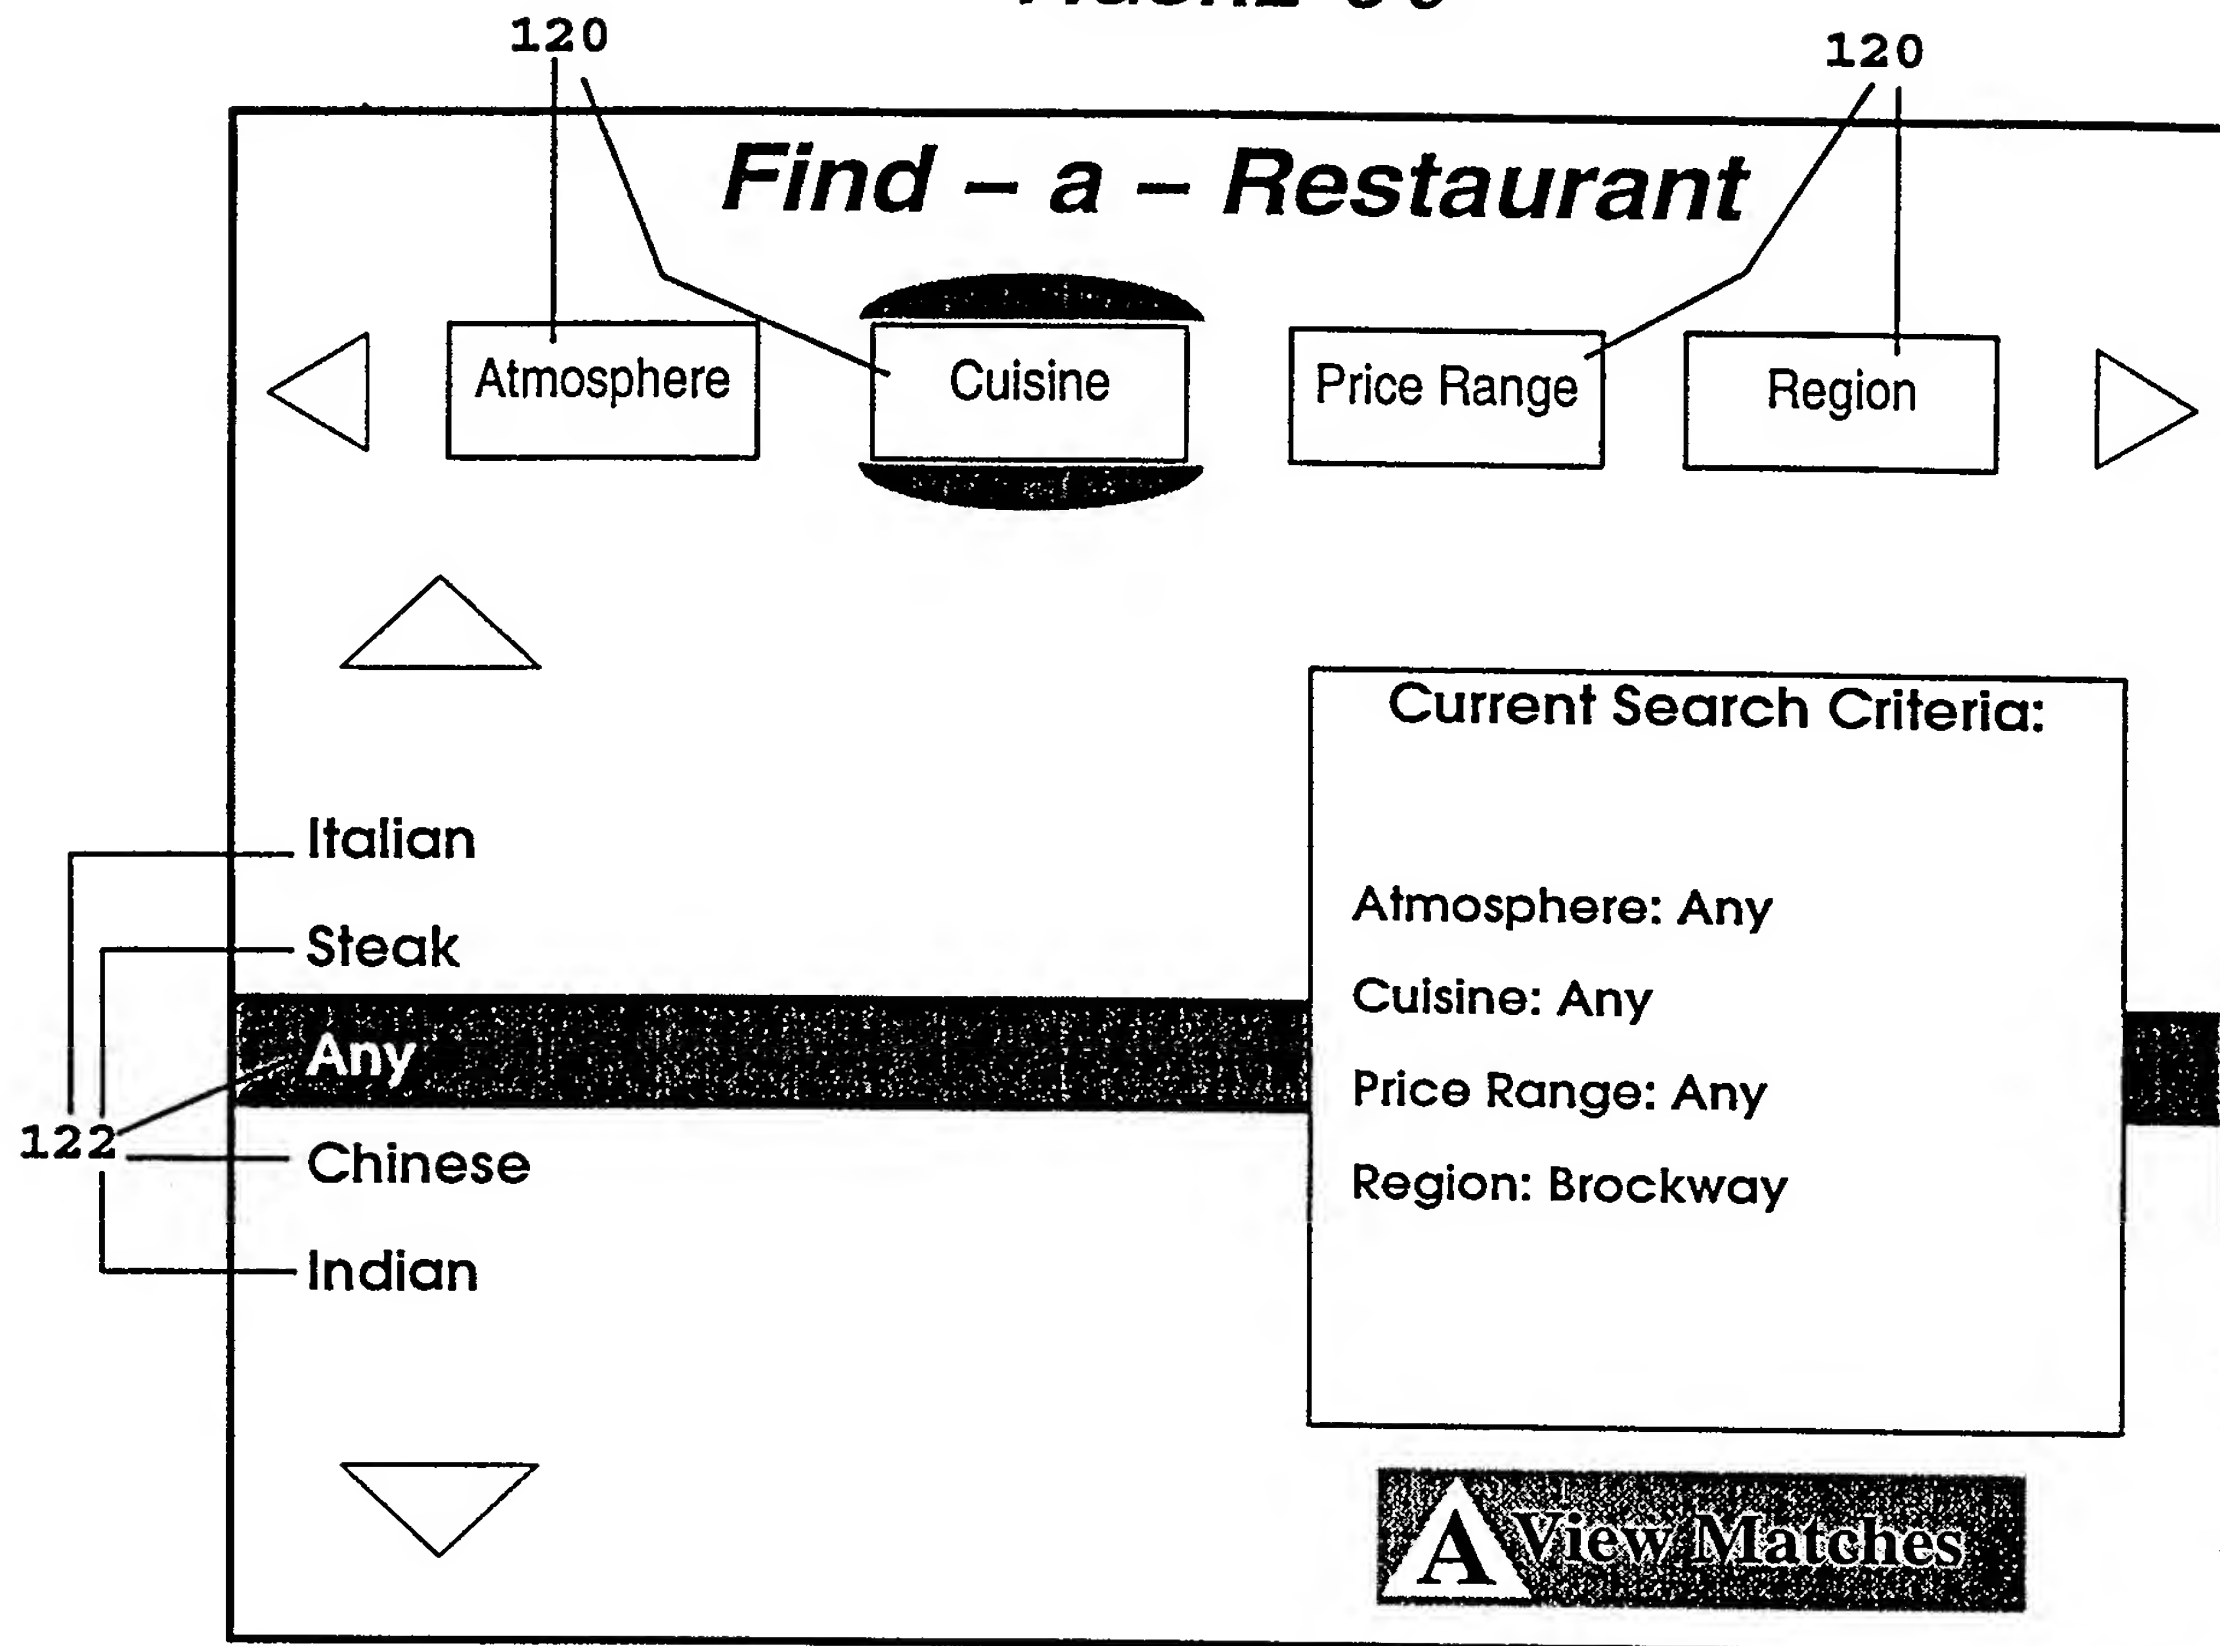 120
120
Find – a – Restaurant
Atmosphere
Cuisine
Price Range
Region
Current Search Criteria:
Italian
Atmosphere: Any
Steak
Cuisine: Any
Any
Price Range: Any
122
Chinese
Region: Brockway
Indian
A View Matches